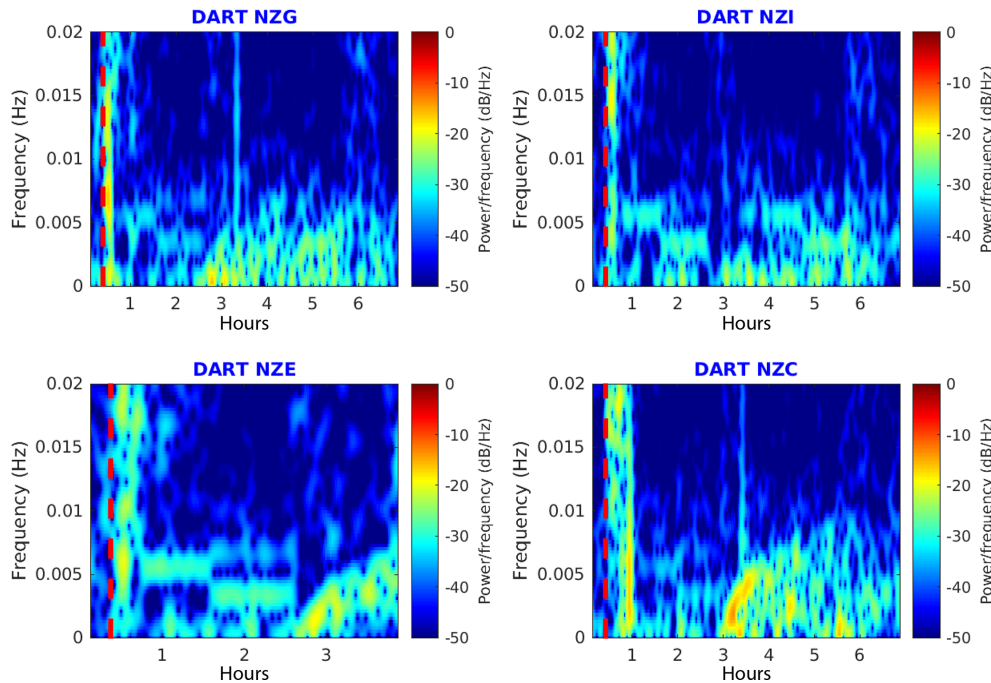 DART NZG
Frequency (Hz)
0.02
0.015
0.01
0.005
0
1 2 3 4 5 6
Hours
0
-10
-20
-30
-40
-50
Power/frequency (dB/Hz)
DART NZI
Frequency (Hz)
0.02
0.015
0.01
0.005
0
1 2 3 4 5 6
Hours
0
-10
-20
-30
-40
-50
Power/frequency (dB/Hz)
DART NZE
Frequency (Hz)
0.02
0.015
0.01
0.005
0
1 2 3
Hours
0
-10
-20
-30
-40
-50
Power/frequency (dB/Hz)
DART NZC
Frequency (Hz)
0.02
0.015
0.01
0.005
0
1 2 3 4 5 6
Hours
0
-10
-20
-30
-40
-50
Power/frequency (dB/Hz)